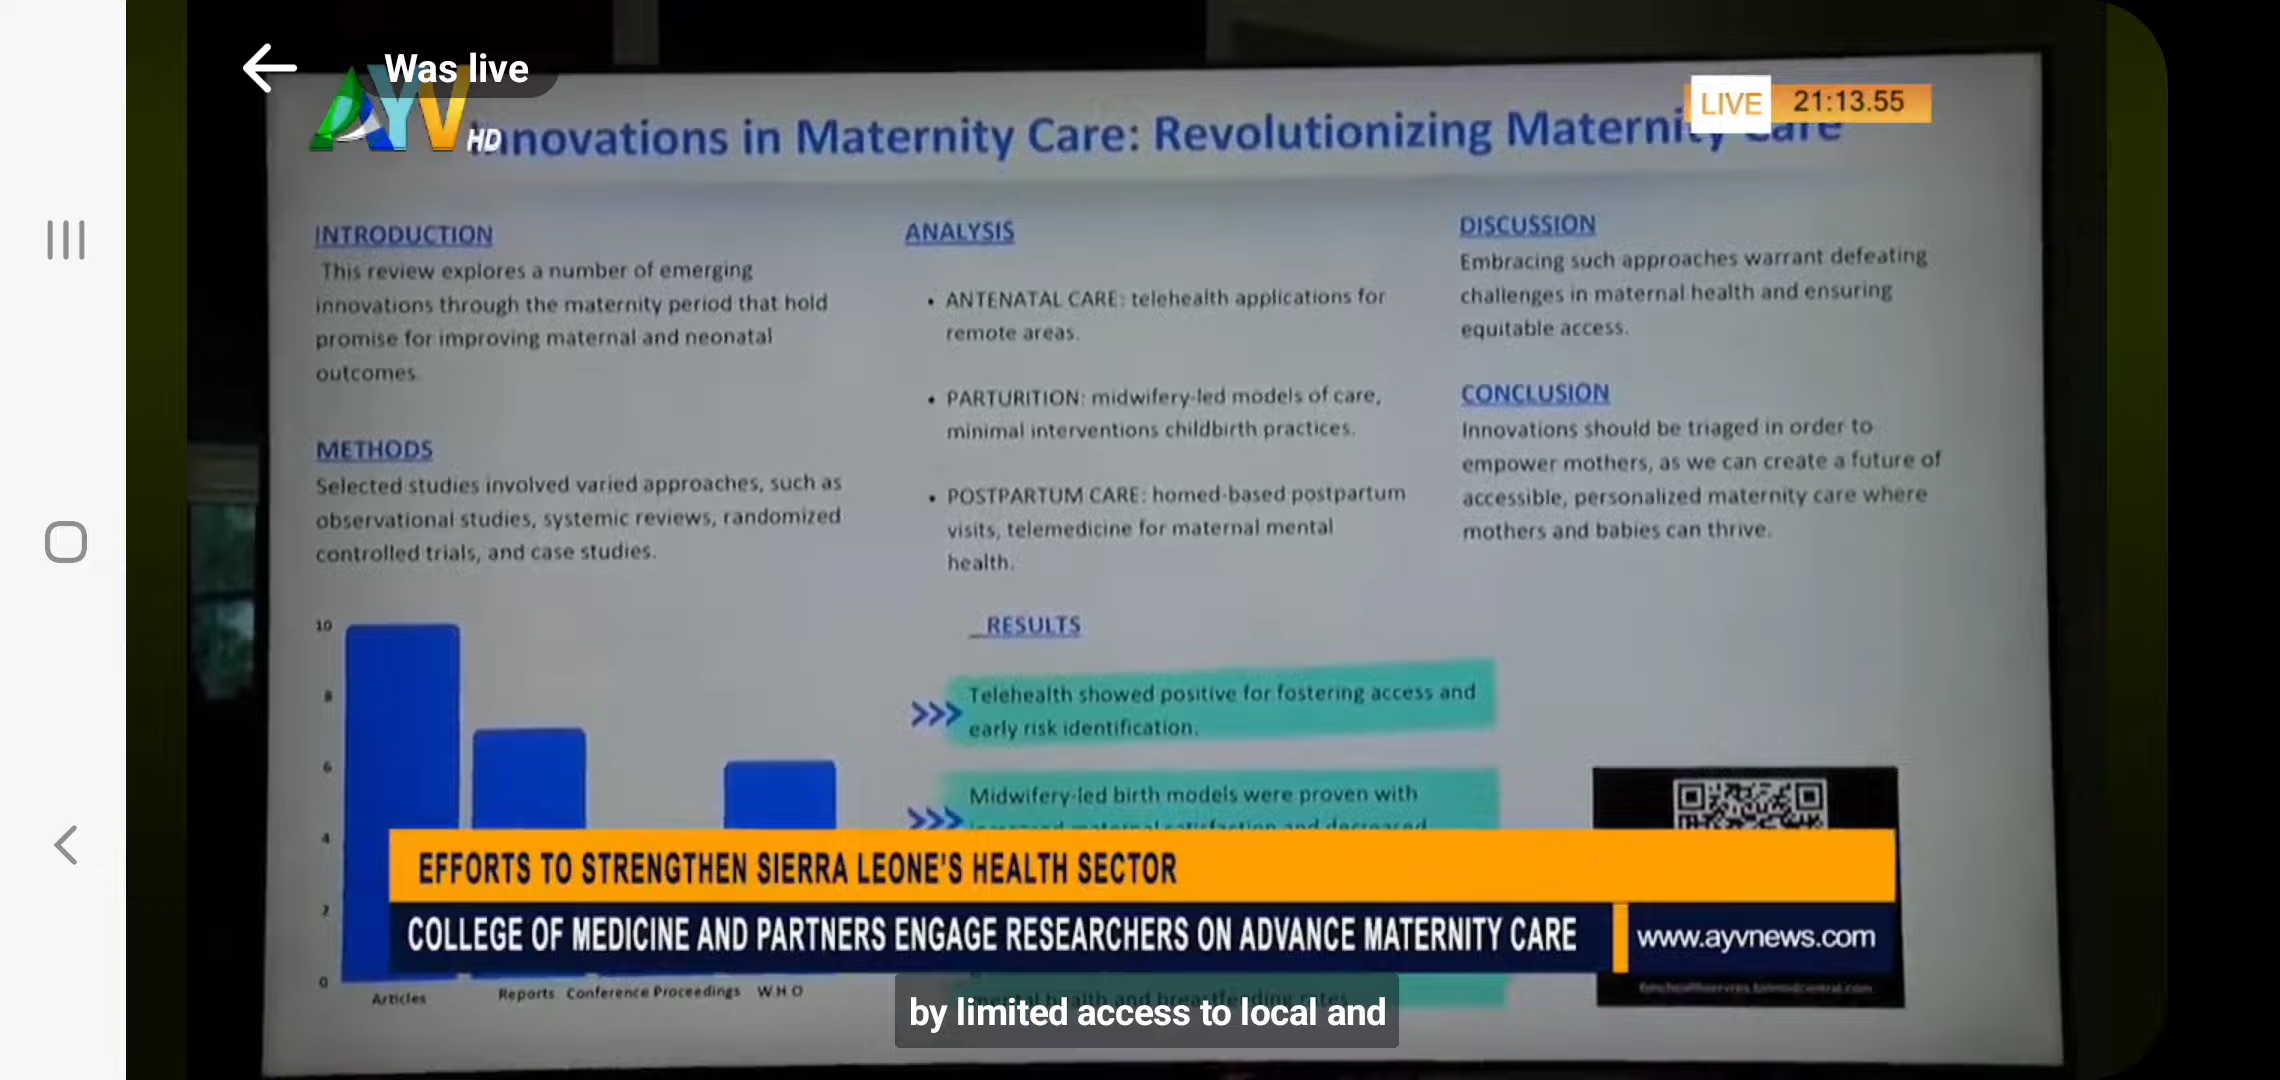 Was live
AYV
HD
LIVE 21:13.55
Innovations in Maternity Care: Revolutionizing Maternity Care
INTRODUCTION
This review explores a number of emerging
innovations through the maternity period that hold
promise for improving maternal and neonatal
outcomes.
METHODS
Selected studies involved varied approaches, such as
observational studies, systemic reviews, randomized
controlled trials, and case studies.
10
8
6
4
2
0
Articles
Reports
Conference Proceedings
W.H.O
ANALYSIS
• ANTENATAL CARE: telehealth applications for
remote areas.
• PARTURITION: midwifery-led models of care,
minimal interventions childbirth practices.
• POSTPARTUM CARE: homed-based postpartum
visits, telemedicine for maternal mental
health.
RESULTS
>>> Telehealth showed positive for fostering access and
early risk identification.
>>> Midwifery-led birth models were proven with
maternal satisfaction and decreased
mental health and breastfeeding rates
DISCUSSION
Embracing such approaches warrant defeating
challenges in maternal health and ensuring
equitable access.
CONCLUSION
Innovations should be triaged in order to
empower mothers, as we can create a future of
accessible, personalized maternity care where
mothers and babies can thrive.
EFFORTS TO STRENGTHEN SIERRA LEONE'S HEALTH SECTOR
COLLEGE OF MEDICINE AND PARTNERS ENGAGE RESEARCHERS ON ADVANCE MATERNITY CARE
www.ayvnews.com
by limited access to local and